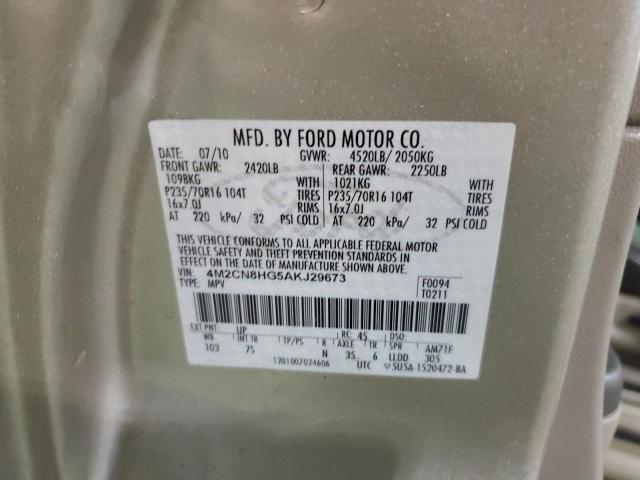 MFD. BY FORD MOTOR CO.
DATE: 07/10 GVWR: 4520LB/ 2050KG
FRONT GAWR: 2420LB REAR GAWR: 2250LB
1098KG 1021KG
P235/70R16 104T TIRES P235/70R16 104T TIRES
16x7.0J RIMS 16x7.0J RIMS
AT 220 kPa/ 32 PSI COLD AT 220 kPa/ 32 PSI COLD
THIS VEHICLE CONFORMS TO ALL APPLICABLE FEDERAL MOTOR
VEHICLE SAFETY AND THEFT PREVENTION STANDARDS IN
EFFECT ON THE DATE OF MANUFACTURE SHOWN ABOVE.
VIN: 4M2CN8HG5AKJ29673 F0094
TYPE: MPV T0211
EXT PNT: UP RC: 45 DSO:
WB INT TR TP/PS R AXLE TR SPR AM71F
103 75 N 35 6 LLDD 305
1201007024606 UTC 5U5A-1520472-BA